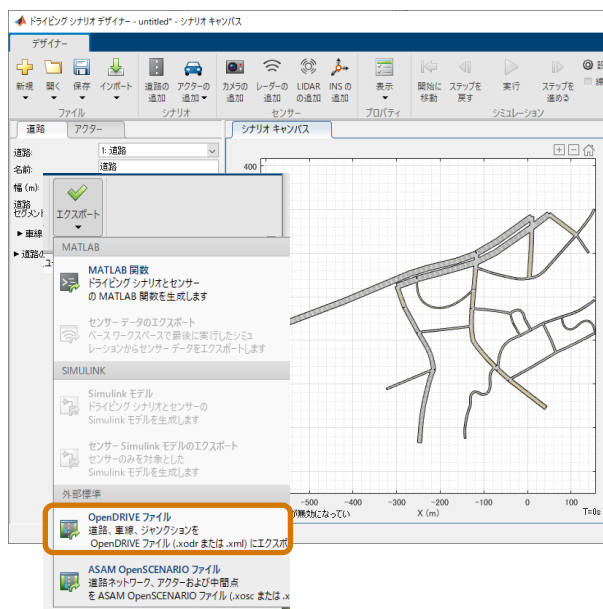 ドライビング シナリオ デザイナー - untitled* - シナリオ キャンバス
デザイナー
新規 開く 保存 インポート 道路の追加 アクターの追加 カメラの追加 レーダーの追加 LIDARの追加 INS の追加 表示 開始に移動 ステップを戻す 実行 ステップを進める
ファイル シナリオ センサー プロパティ シミュレーション
道路 アクター シナリオ キャンバス
道路: 1: 道路
名前: 道路
幅 (m):
道路
セグメント
車線
道路の
エクスポート
MATLAB
MATLAB 関数
ドライビング シナリオとセンサー
の MATLAB 関数を生成します
センサー データのエクスポート
ベース ワークスペースで最後に実行したシミュ
レーションからセンサー データをエクスポートします
SIMULINK
Simulink モデル
ドライビング シナリオとセンサーの
Simulink モデルを生成します
センサー Simulink モデルのエクスポート
センサーのみを対象とした
Simulink モデルを生成します
外部標準
OpenDRIVE ファイル
道路、車線、ジャンクションを
OpenDRIVE ファイル (.xodr または .xml) にエクスポ
ASAM OpenSCENARIO ファイル
道路ネットワーク、アクターおよび中間点
を ASAM OpenSCENARIO ファイル (.xosc または .x
400
-500 -400 -300 -200 -100 0 100
が無効になってい X (m) T=0s